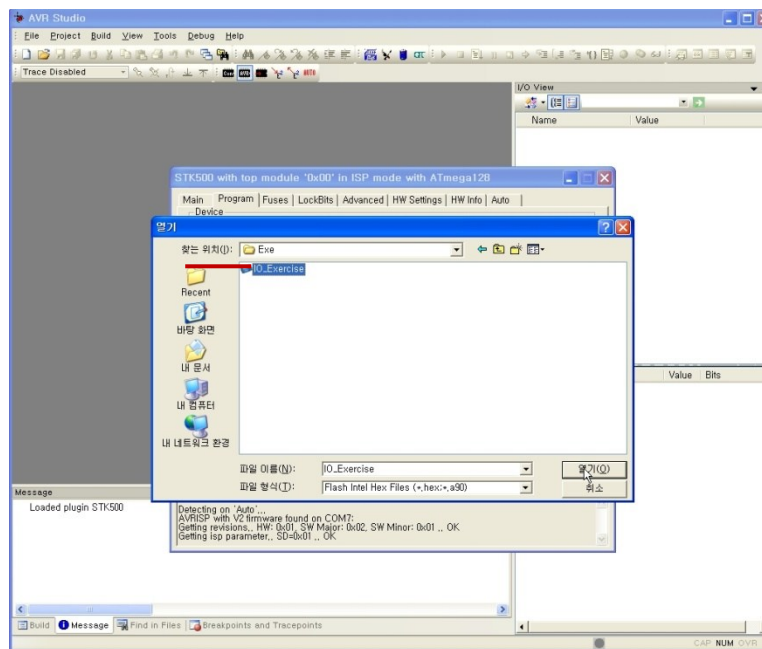 AVR Studio
File Project Build View Tools Debug Help
Trace Disabled
I/O View
Name Value
STK500 with top module '0x00' in ISP mode with ATmega128
Main Program Fuses LockBits Advanced HW Settings HW Info Auto
Device
열기
찾는 위치(I): Exe
IO_Exercise
Recent
바탕 화면
내 문서
내 컴퓨터
내 네트워크 환경
Value Bits
파일 이름(N): IO_Exercise 열기(O)
파일 형식(T): Flash Intel Hex Files (*.hex;*.a90) 취소
Message
Loaded plugin STK500
Detecting on 'Auto'...
AVRISP with V2 firmware found on COM7:
Getting revisions.. HW: 0x01, SW Major: 0x02, SW Minor: 0x01 .. OK
Getting isp parameter.. SD=0x01 .. OK
Build Message Find in Files Breakpoints and Tracepoints
CAP NUM OVR